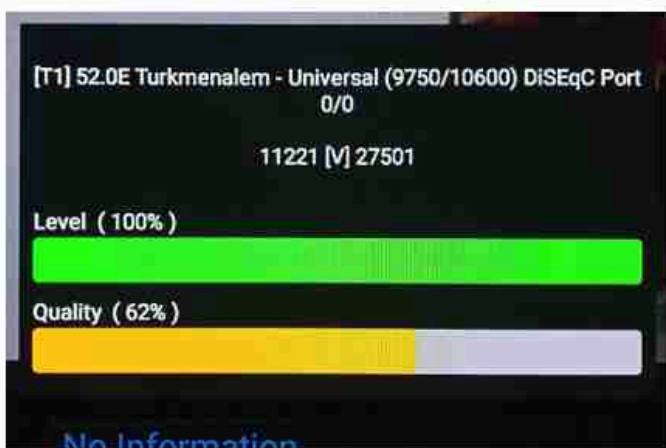 [T1] 52.0E Turkmenalem - Universal (9750/10600) DiSEqC Port
0/0
11221 [V] 27501
Level ( 100% )
Quality ( 62% )
No Information